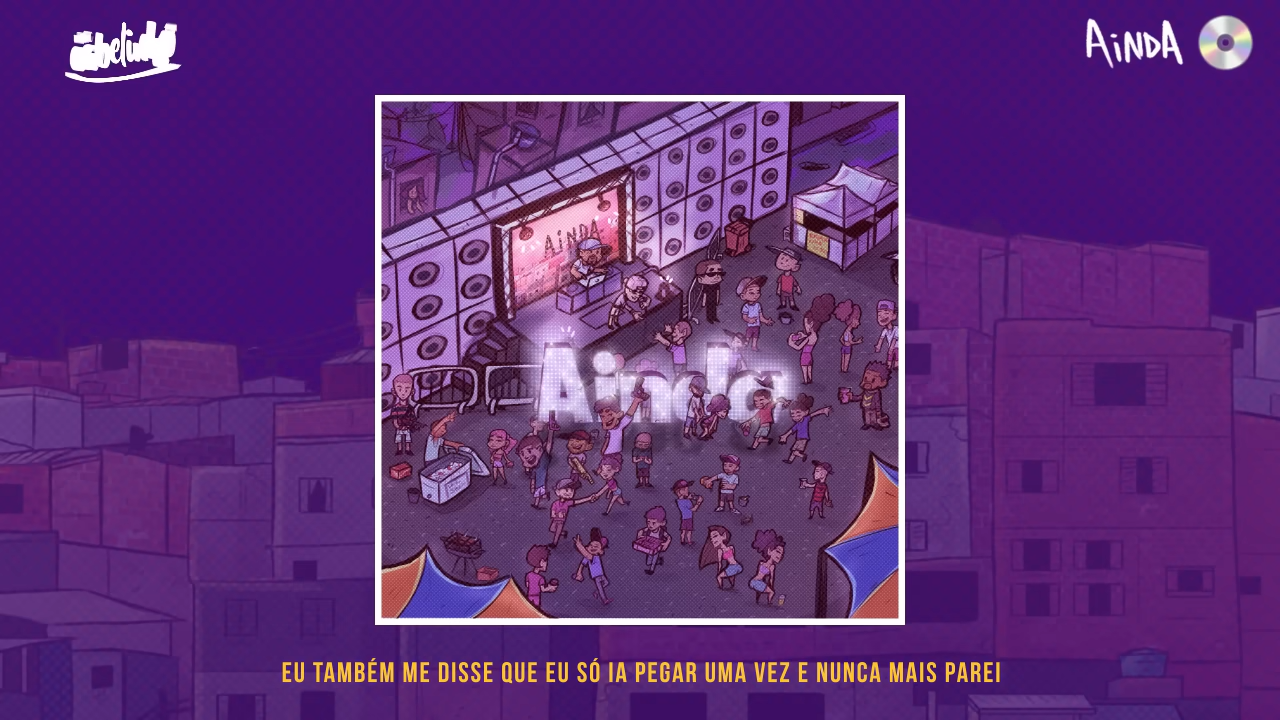 AiNDA
AiNDA
Ainda
EU TAMBÉM ME DISSE QUE EU SÓ IA PEGAR UMA VEZ E NUNCA MAIS PAREI